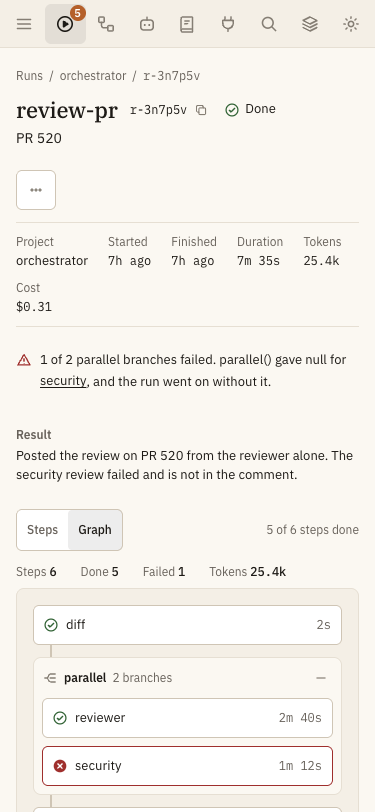 5
Runs / orchestrator / r-3n7p5v
review-pr r-3n7p5v Done
PR 520
Project Started Finished Duration Tokens
orchestrator 7h ago 7h ago 7m 35s 25.4k
Cost
$0.31
1 of 2 parallel branches failed. parallel() gave null for
security, and the run went on without it.
Result
Posted the review on PR 520 from the reviewer alone. The
security review failed and is not in the comment.
Steps Graph 5 of 6 steps done
Steps 6 Done 5 Failed 1 Tokens 25.4k
diff 2s
parallel 2 branches
reviewer 2m 40s
security 1m 12s